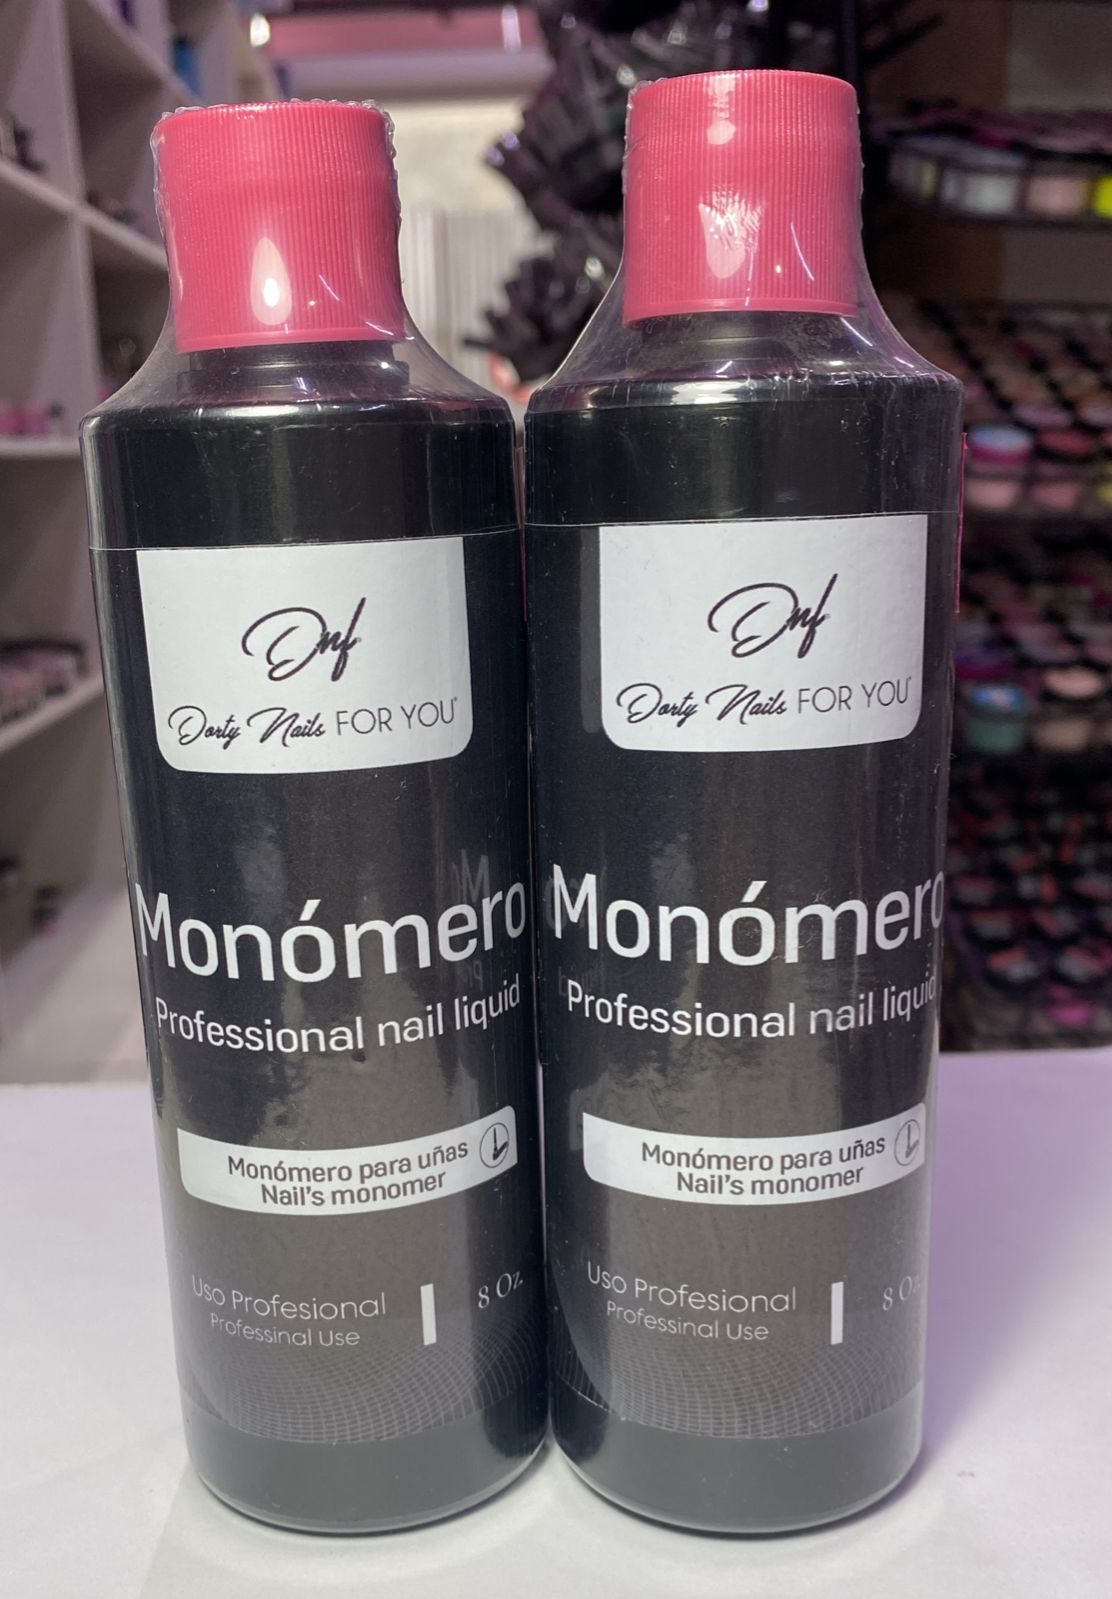 Dnf
Dorty Nails FOR YOU®
Monómero
Professional nail liquid
Monómero para uñas
Nail's monomer
Uso Profesional
Professinal Use
8 Oz.
Dnf
Dorty Nails FOR YOU®
Monómero
Professional nail liquid
Monómero para uñas
Nail's monomer
Uso Profesional
Professinal Use
8 Oz.